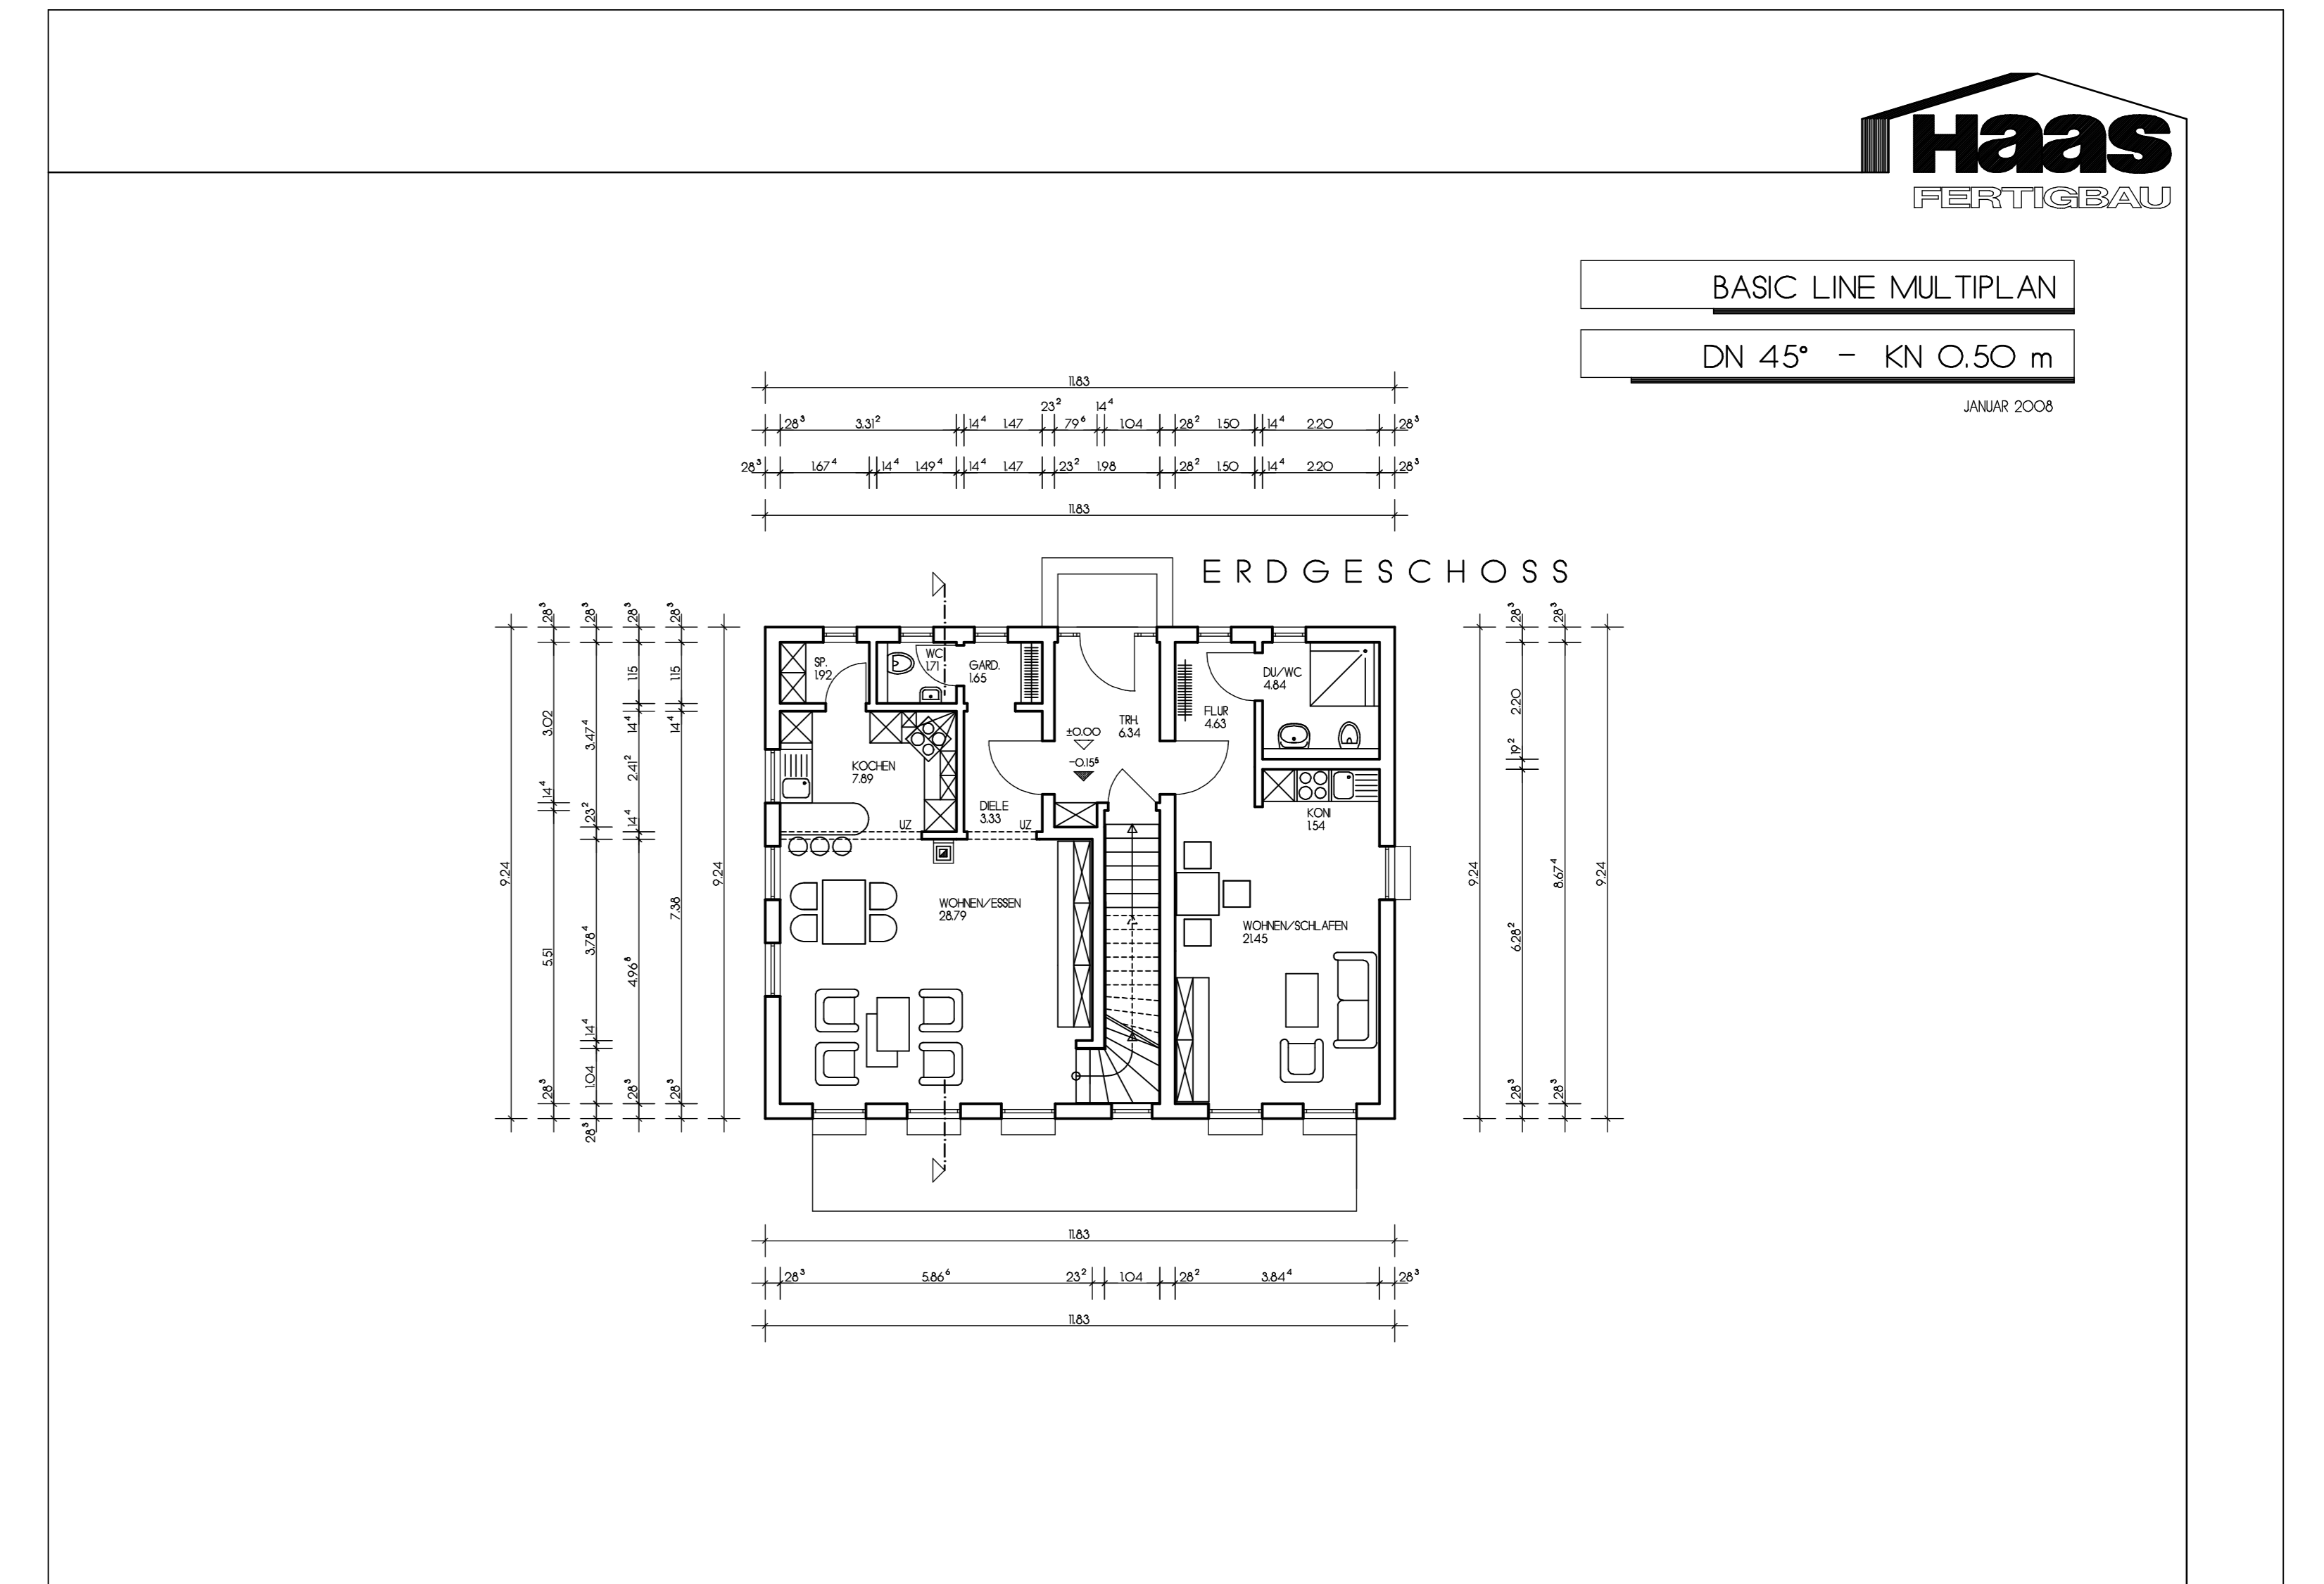 Haas
FERTIGBAU
BASIC LINE MULTIPLAN
DN 45° – KN 0.50 m
JANUAR 2008
11.83
23² 14⁴
28³ 3.31² 14⁴ 1.47 79⁶ 1.04 28² 1.50 14⁴ 2.20 28³
28³ 1.67⁴ 14⁴ 1.49⁴ 14⁴ 1.47 23² 1.98 28² 1.50 14⁴ 2.20 28³
11.83
ERDGESCHOSS
9.24
28³ 3.02 14⁴ 5.51 28³
28³ 3.47⁴ 23² 3.78⁴ 14⁴ 1.04 28³
28³ 1.15 14⁴ 2.41² 14⁴ 4.96⁸ 28³
28³ 1.15 14⁴ 7.38 28³
9.24
SP.
1.92
WC
1.71
GARD.
1.65
DU/WC
4.84
FLUR
4.63
TRH.
6.34
±0.00
-0.15⁵
KOCHEN
7.89
DIELE
3.33
UZ
UZ
KONI
1.54
WOHNEN/ESSEN
28.79
WOHNEN/SCHLAFEN
21.45
9.24
28³ 2.20 19² 6.28² 28³
28³ 8.67⁴ 28³
9.24
11.83
28³ 5.86⁶ 23² 1.04 28² 3.84⁴ 28³
11.83